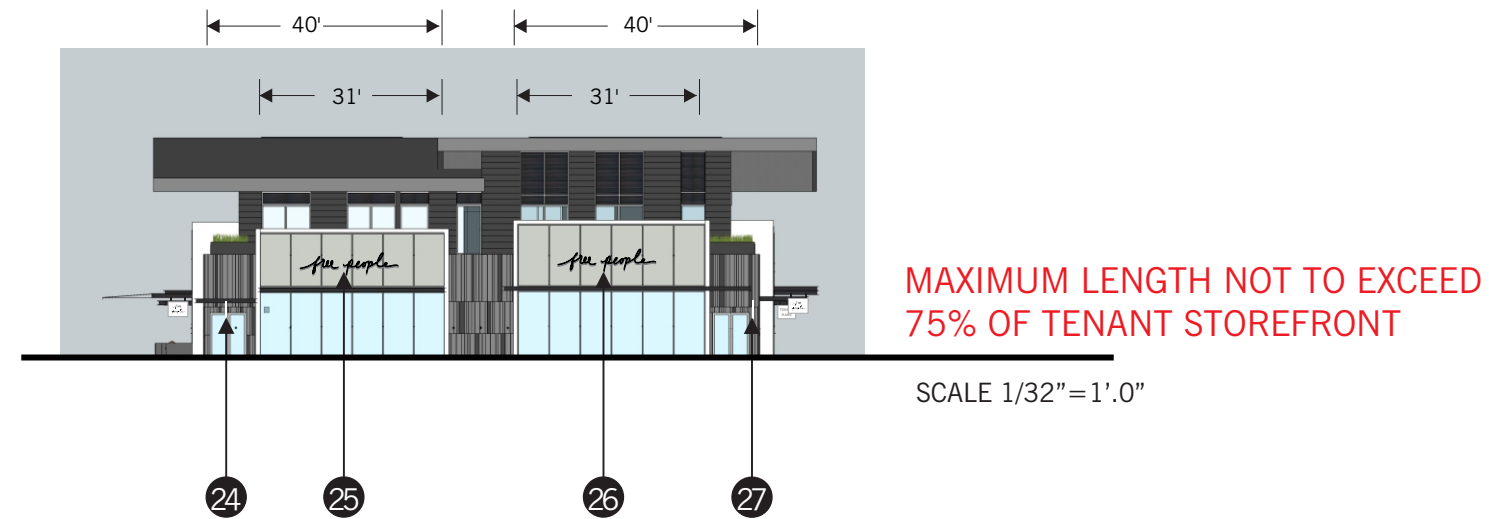 40' 40'
31' 31'
free people free people
MAXIMUM LENGTH NOT TO EXCEED
75% OF TENANT STOREFRONT
SCALE 1/32”=1’.0”
24 25 26 27